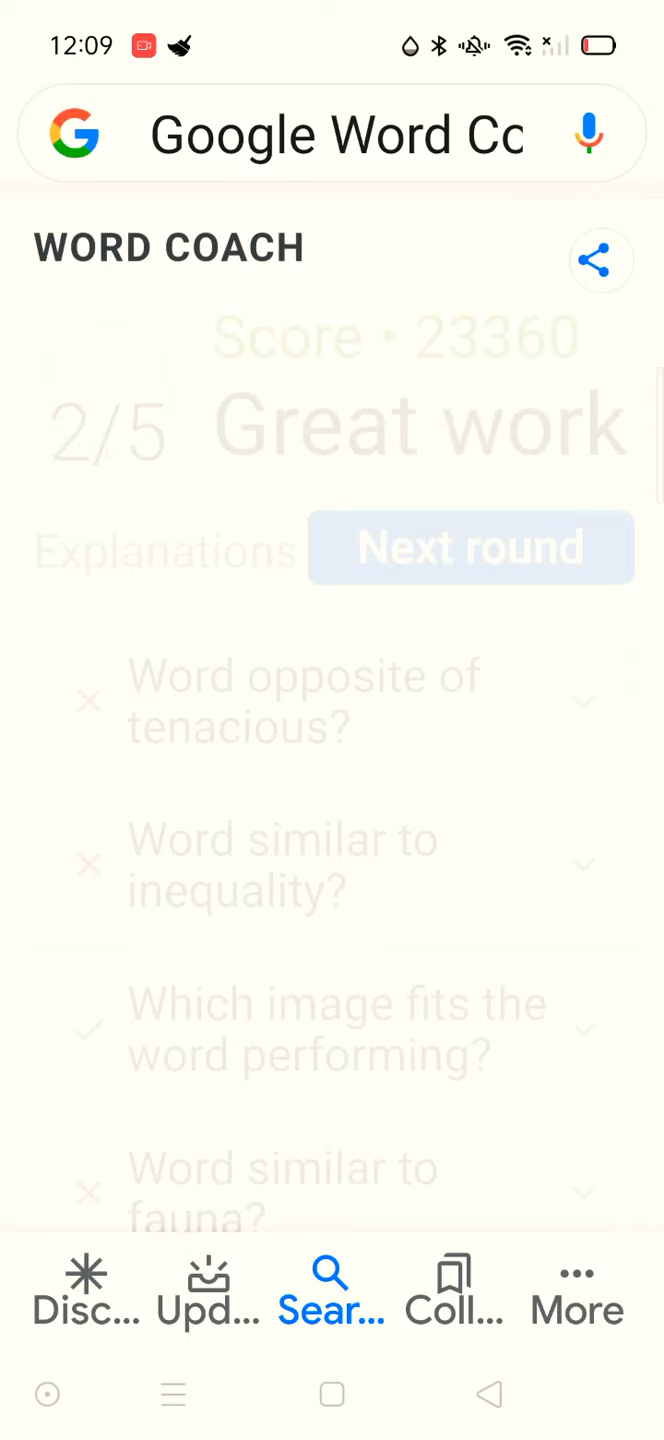 12:09
Google Word Co
WORD COACH
Score • 23360
2/5 Great work
Explanations Next round
Word opposite of
tenacious?
Word similar to
inequality?
Which image fits the
word performing?
Word similar to
fauna?
Disc... Upd... Sear... Coll... More